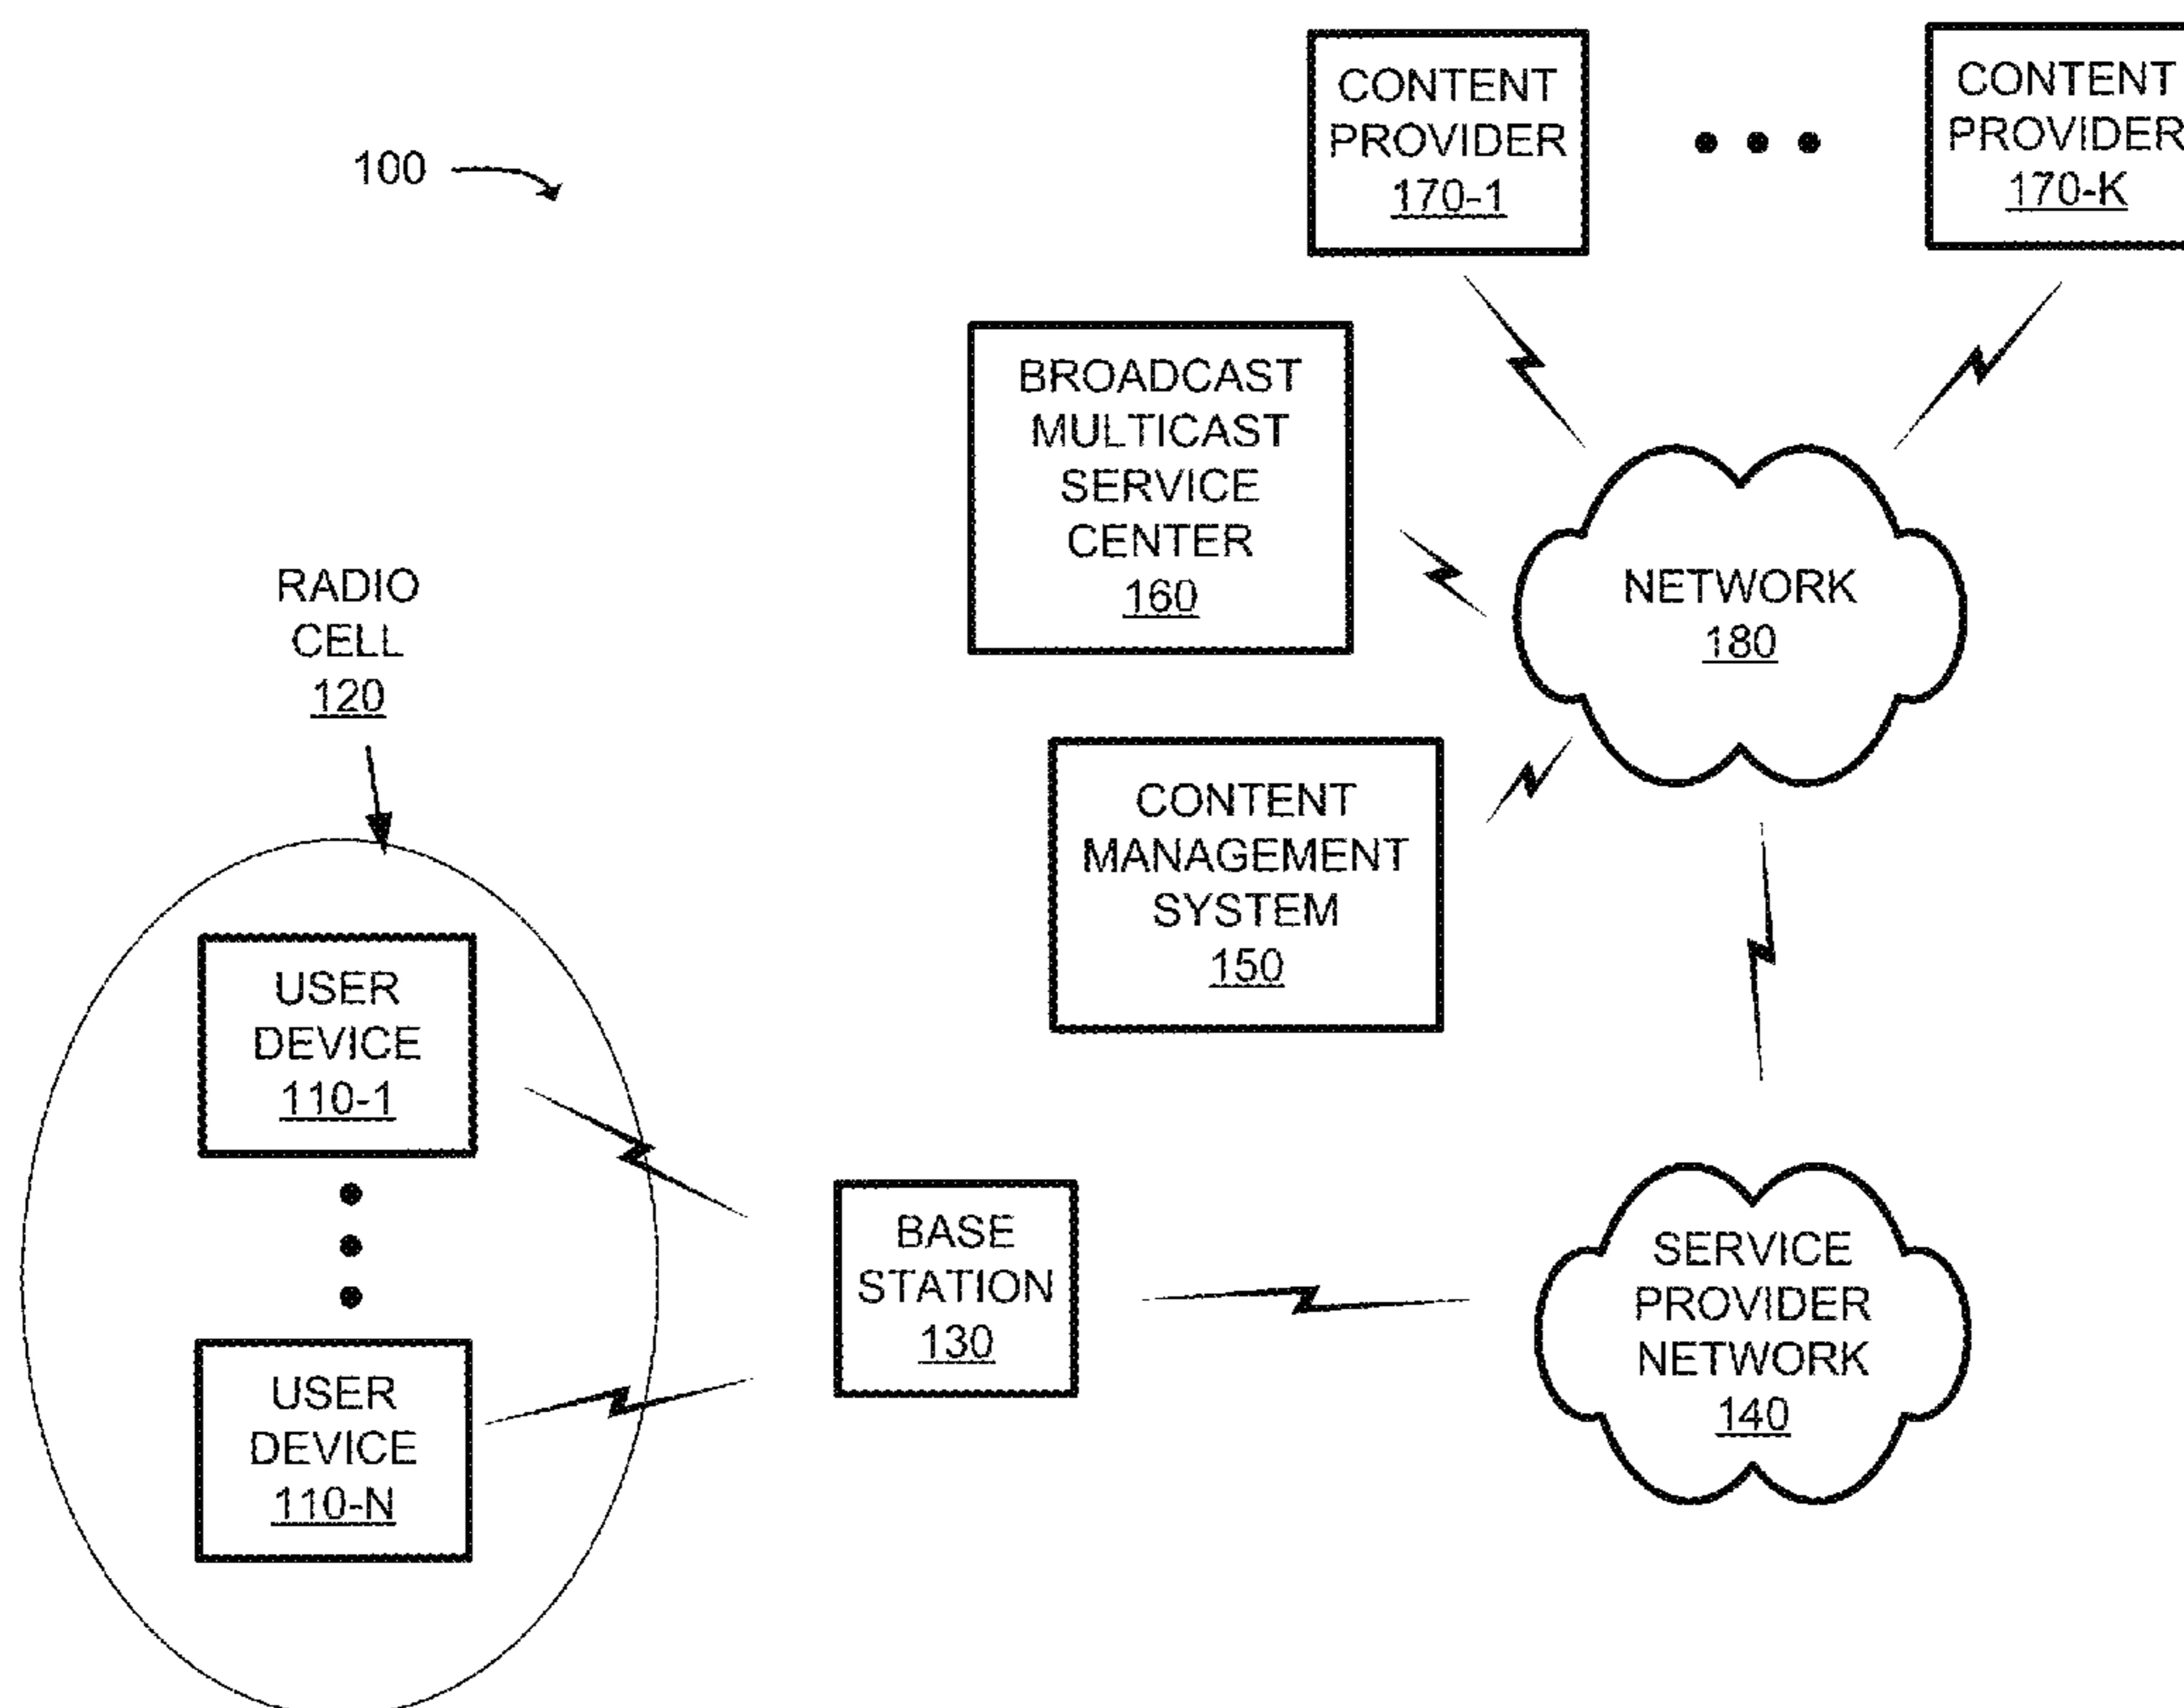 100
CONTENT
PROVIDER
170-1
CONTENT
PROVIDER
170-K
BROADCAST
MULTICAST
SERVICE
CENTER
160
NETWORK
180
RADIO
CELL
120
CONTENT
MANAGEMENT
SYSTEM
150
USER
DEVICE
110-1
BASE
STATION
130
SERVICE
PROVIDER
NETWORK
140
USER
DEVICE
110-N